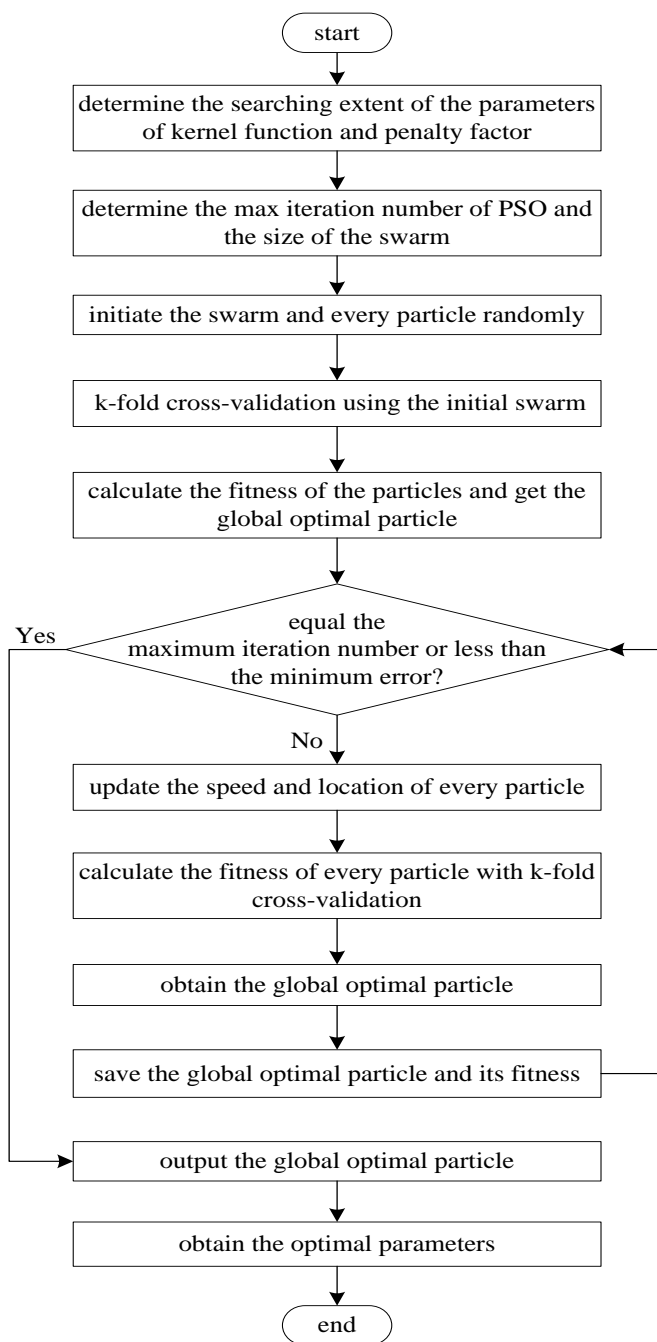 start
determine the searching extent of the parameters
of kernel function and penalty factor
determine the max iteration number of PSO and
the size of the swarm
initiate the swarm and every particle randomly
k-fold cross-validation using the initial swarm
calculate the fitness of the particles and get the
global optimal particle
equal the
maximum iteration number or less than
the minimum error?
Yes
No
update the speed and location of every particle
calculate the fitness of every particle with k-fold
cross-validation
obtain the global optimal particle
save the global optimal particle and its fitness
output the global optimal particle
obtain the optimal parameters
end